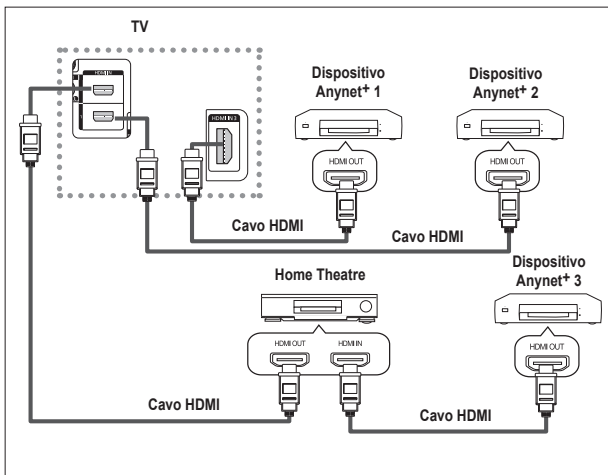 TV
HDMI IN 3
Dispositivo
Anynet+ 1
Dispositivo
Anynet+ 2
HDMI OUT
HDMI OUT
Cavo HDMI
Cavo HDMI
Home Theatre
Dispositivo
Anynet+ 3
HDMI OUT
HDMI IN
HDMI OUT
Cavo HDMI
Cavo HDMI